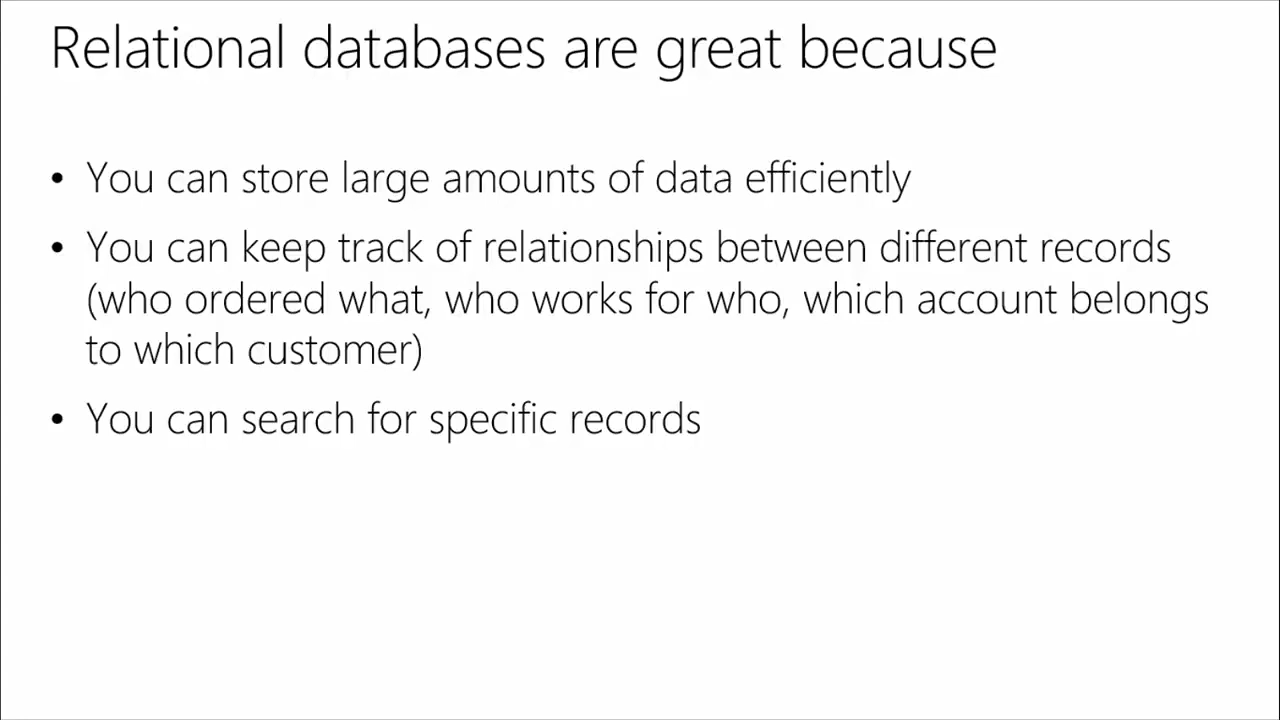 Relational databases are great because
• You can store large amounts of data efficiently
• You can keep track of relationships between different records
(who ordered what, who works for who, which account belongs
to which customer)
• You can search for specific records